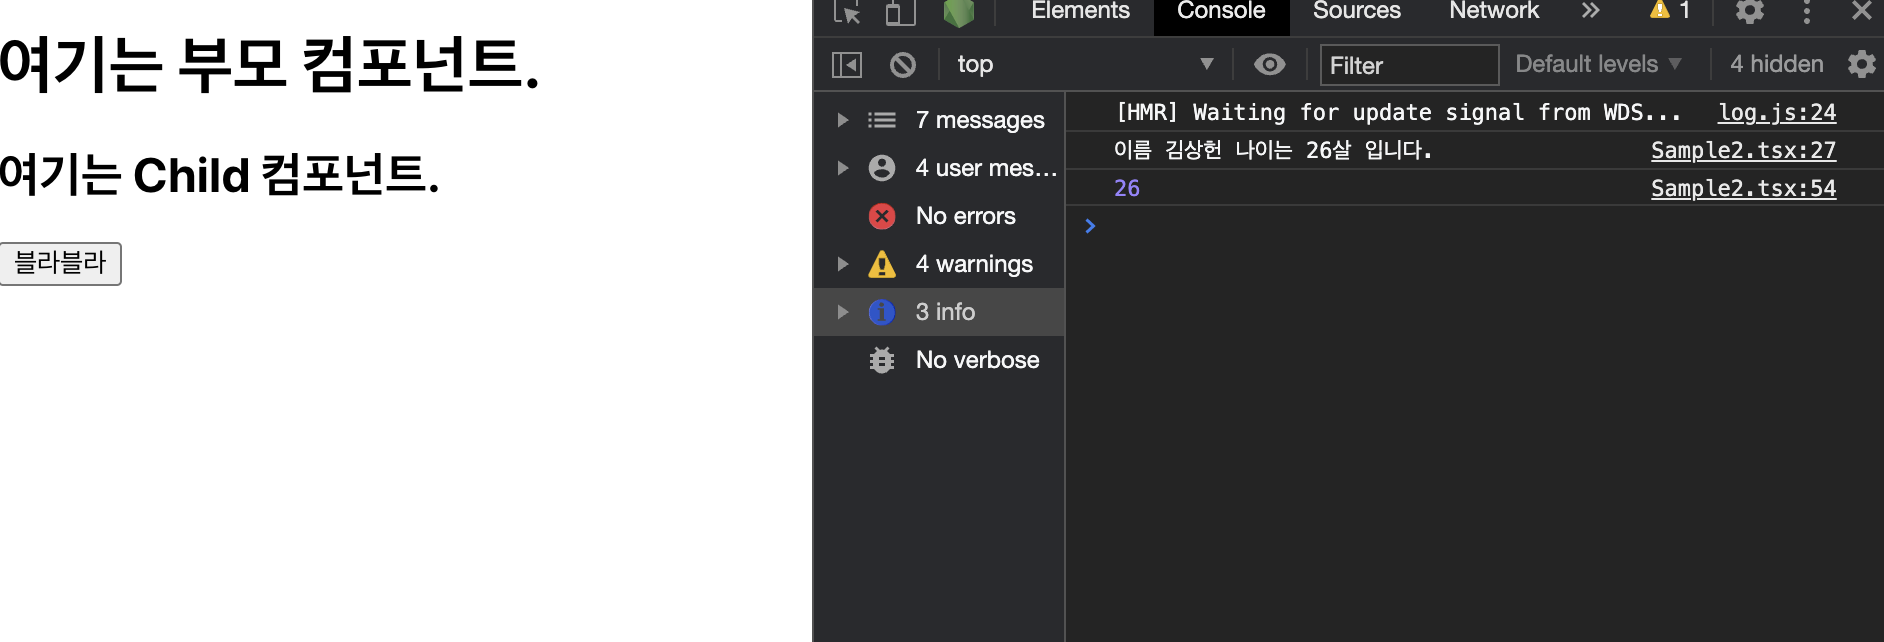 여기는 부모 컴포넌트.
여기는 Child 컴포넌트.
블라블라
Elements Console Sources Network 1
top Filter Default levels 4 hidden
7 messages
4 user mes...
No errors
4 warnings
3 info
No verbose
[HMR] Waiting for update signal from WDS... log.js:24
이름 김상헌 나이는 26살 입니다. Sample2.tsx:27
26 Sample2.tsx:54